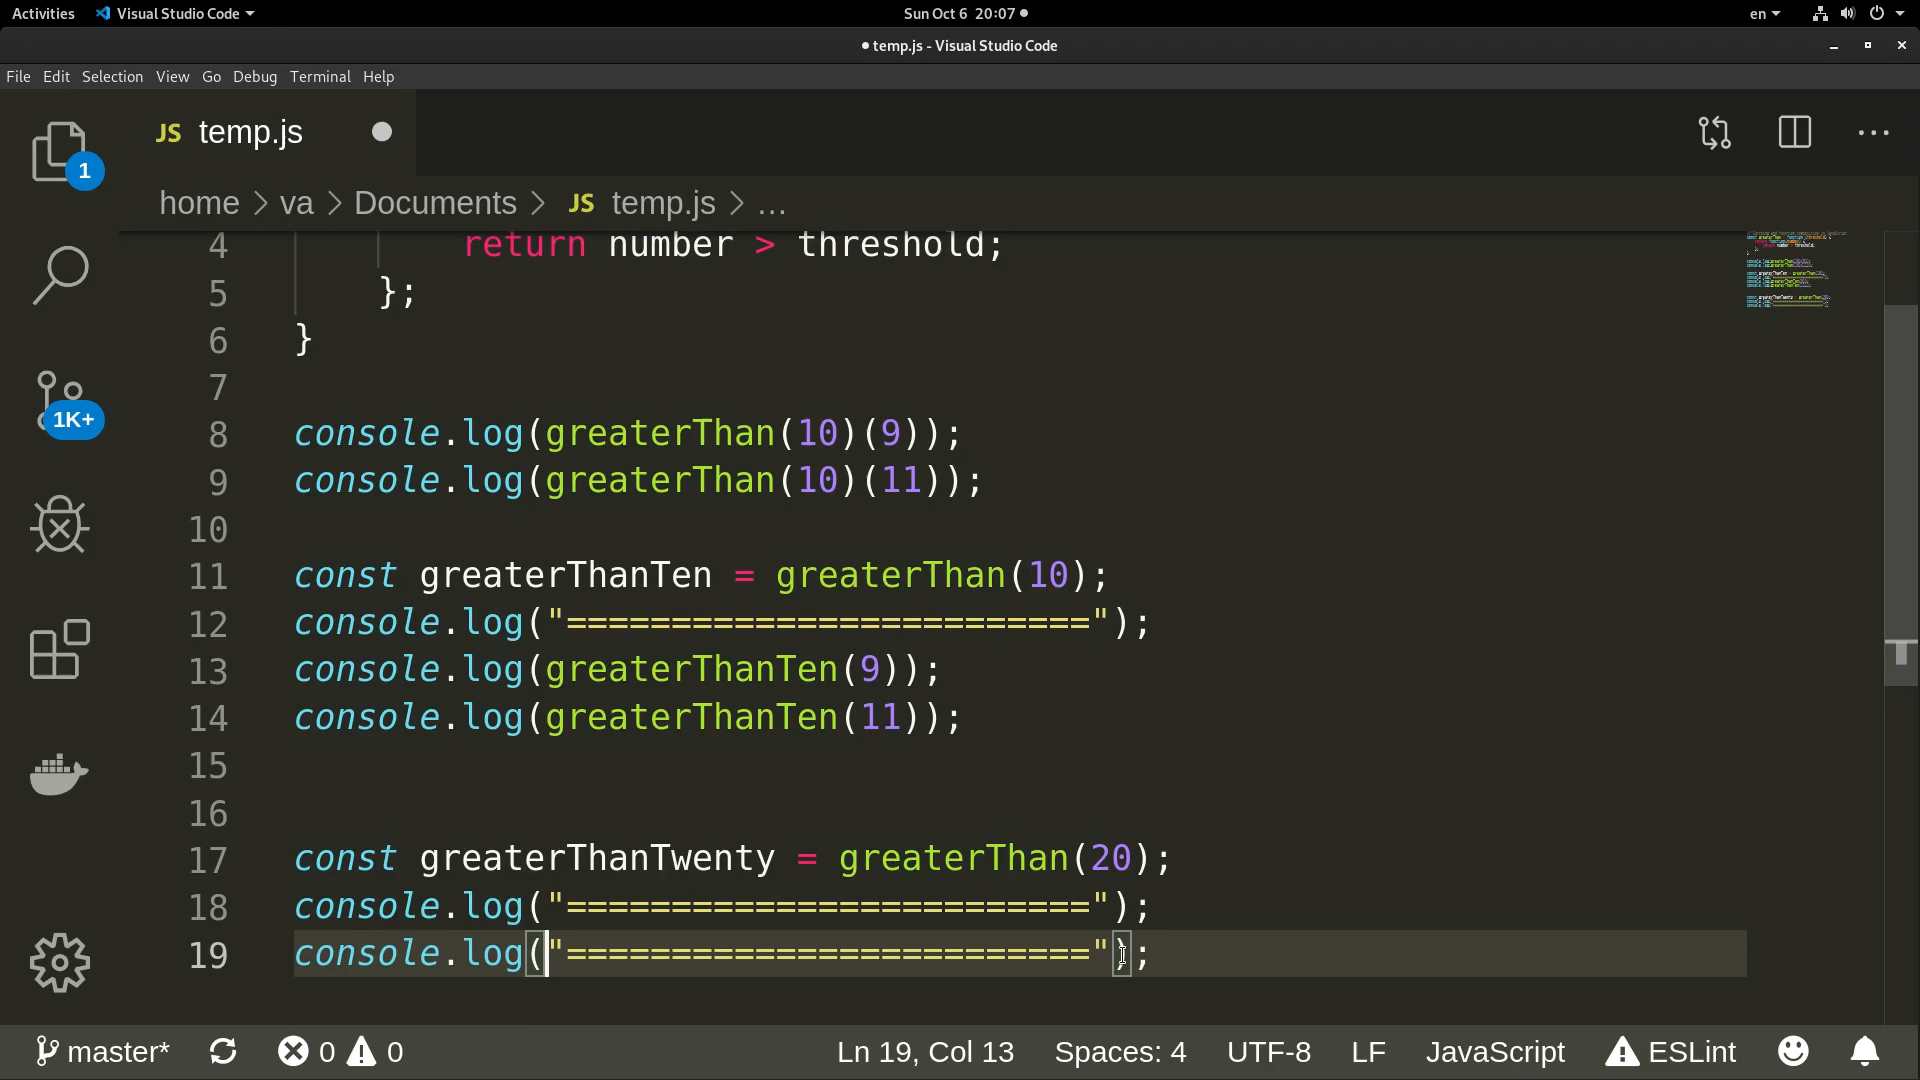 Activities Visual Studio Code Sun Oct 6 20:07 en
temp.js - Visual Studio Code
File Edit Selection View Go Debug Terminal Help
JS temp.js
1
home va Documents JS temp.js ...
4 return number > threshold;
5 };
6 }
7
1K+
8 console.log(greaterThan(10)(9));
9 console.log(greaterThan(10)(11));
10
11 const greaterThanTen = greaterThan(10);
12 console.log("=========================");
13 console.log(greaterThanTen(9));
14 console.log(greaterThanTen(11));
15
16
17 const greaterThanTwenty = greaterThan(20);
18 console.log("=========================");
19 console.log("=========================");
master* 0 0 Ln 19, Col 13 Spaces: 4 UTF-8 LF JavaScript ESLint